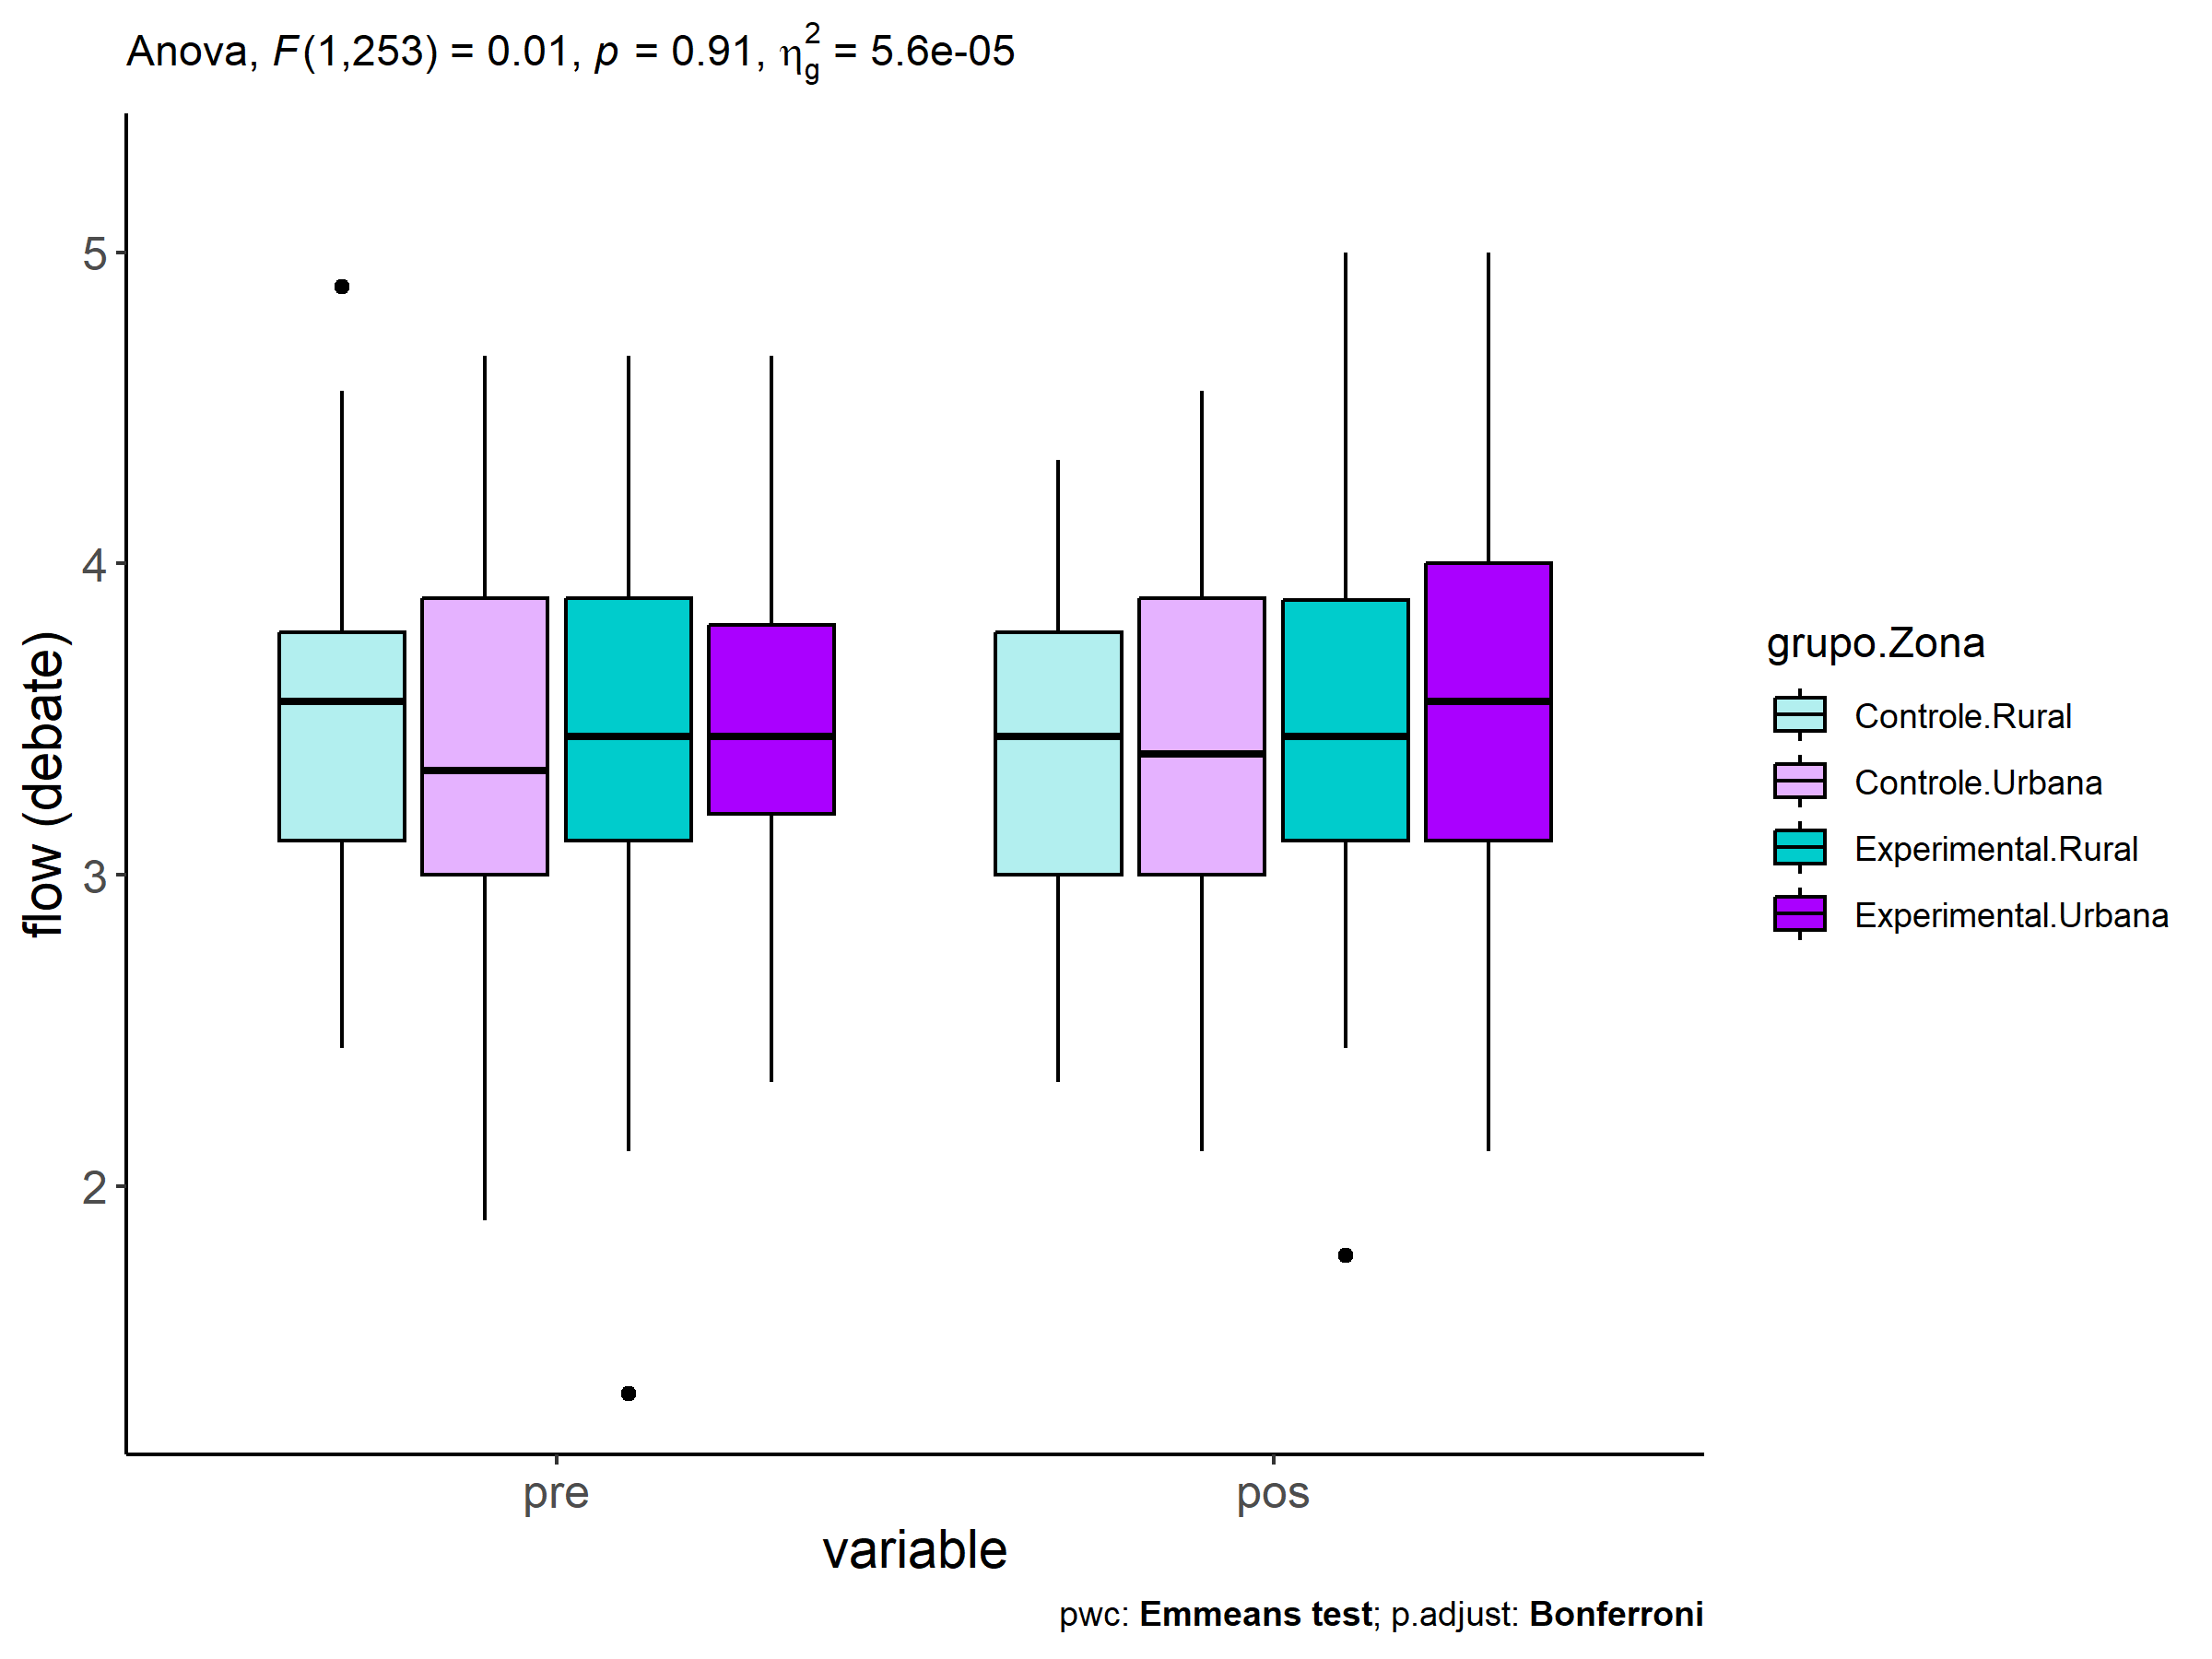 Anova, F(1,253) = 0.01, p = 0.91, η²g = 5.6e-05
flow (debate)
5
4
3
2
pre
pos
variable
grupo.Zona
Controle.Rural
Controle.Urbana
Experimental.Rural
Experimental.Urbana
pwc: Emmeans test; p.adjust: Bonferroni